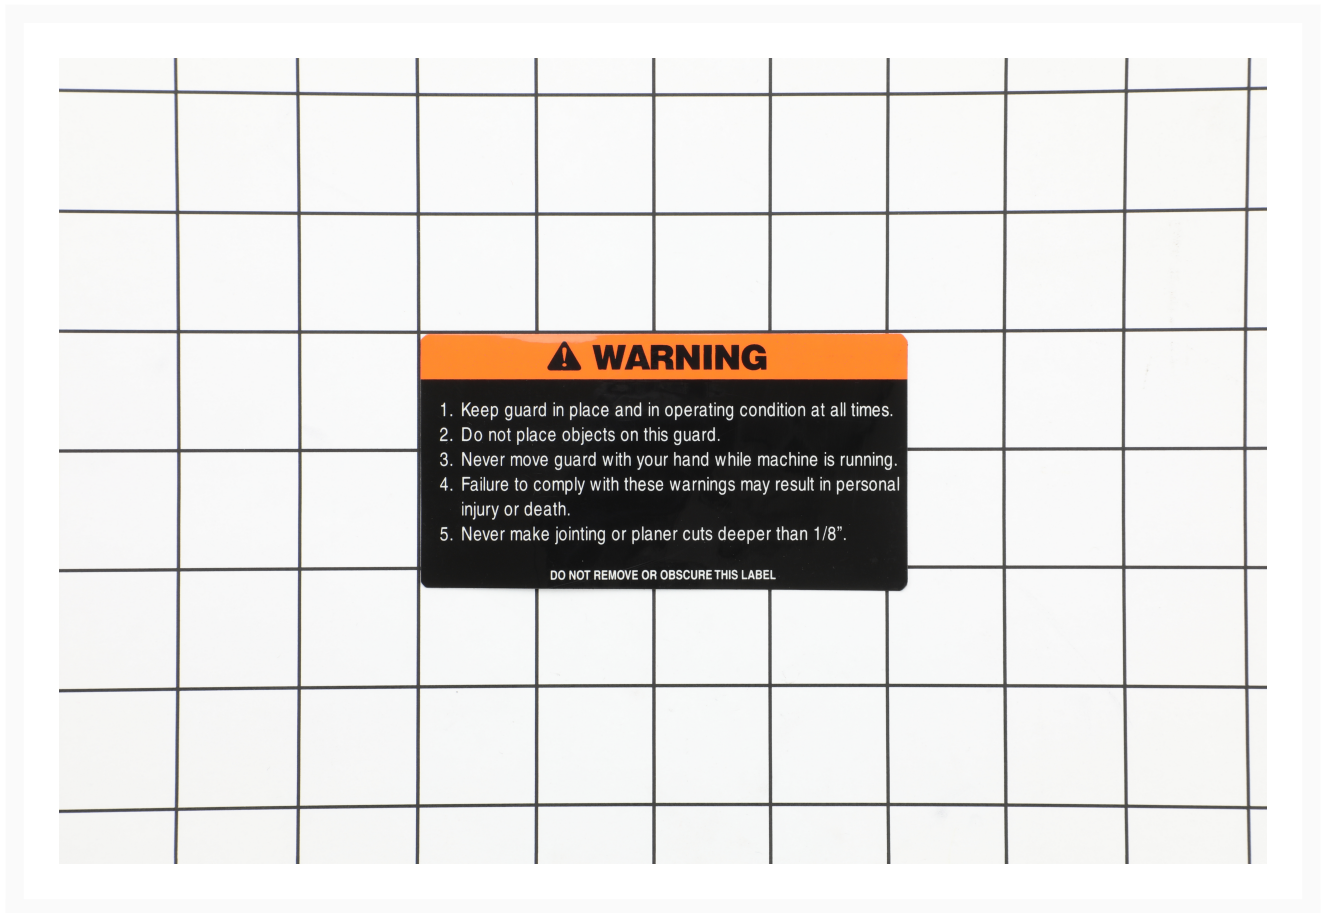 WARNING
1. Keep guard in place and in operating condition at all times.
2. Do not place objects on this guard.
3. Never move guard with your hand while machine is running.
4. Failure to comply with these warnings may result in personal
injury or death.
5. Never make jointing or planer cuts deeper than 1/8”.
DO NOT REMOVE OR OBSCURE THIS LABEL